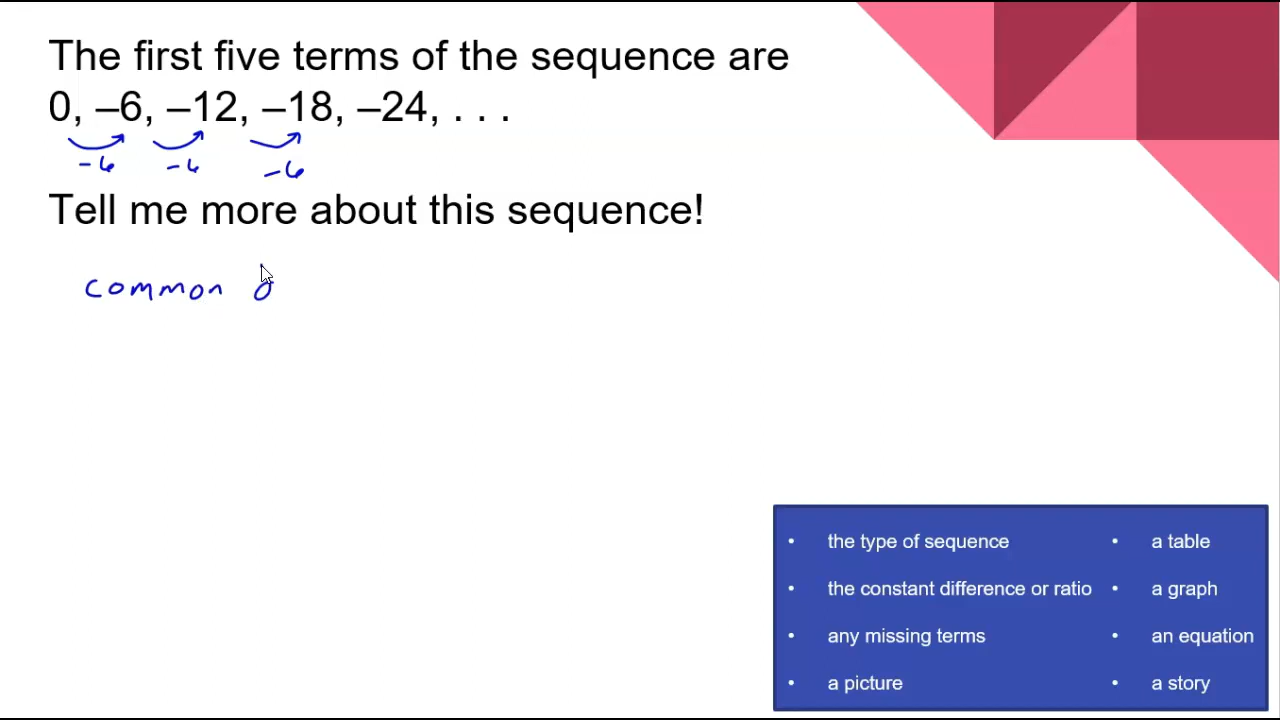 The first five terms of the sequence are
0, –6, –12, –18, –24, . . .
–6 –6 –6
Tell me more about this sequence!
common d
• the type of sequence
• the constant difference or ratio
• any missing terms
• a picture
• a table
• a graph
• an equation
• a story